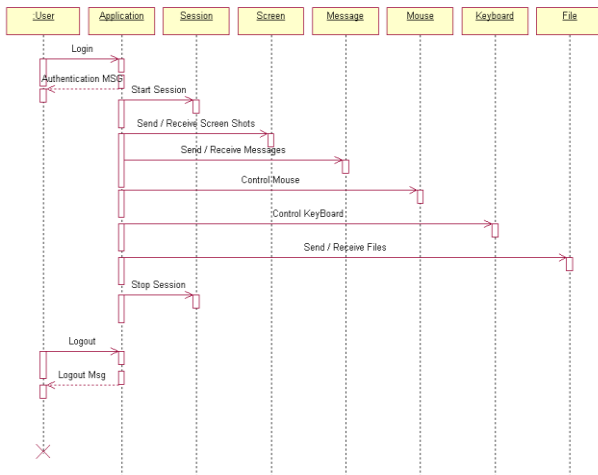 :User Application Session Screen Message Mouse Keyboard File
Login
Authentication MSG
Start Session
Send / Receive Screen Shots
Send / Receive Messages
Control Mouse
Control KeyBoard
Send / Receive Files
Stop Session
Logout
Logout Msg